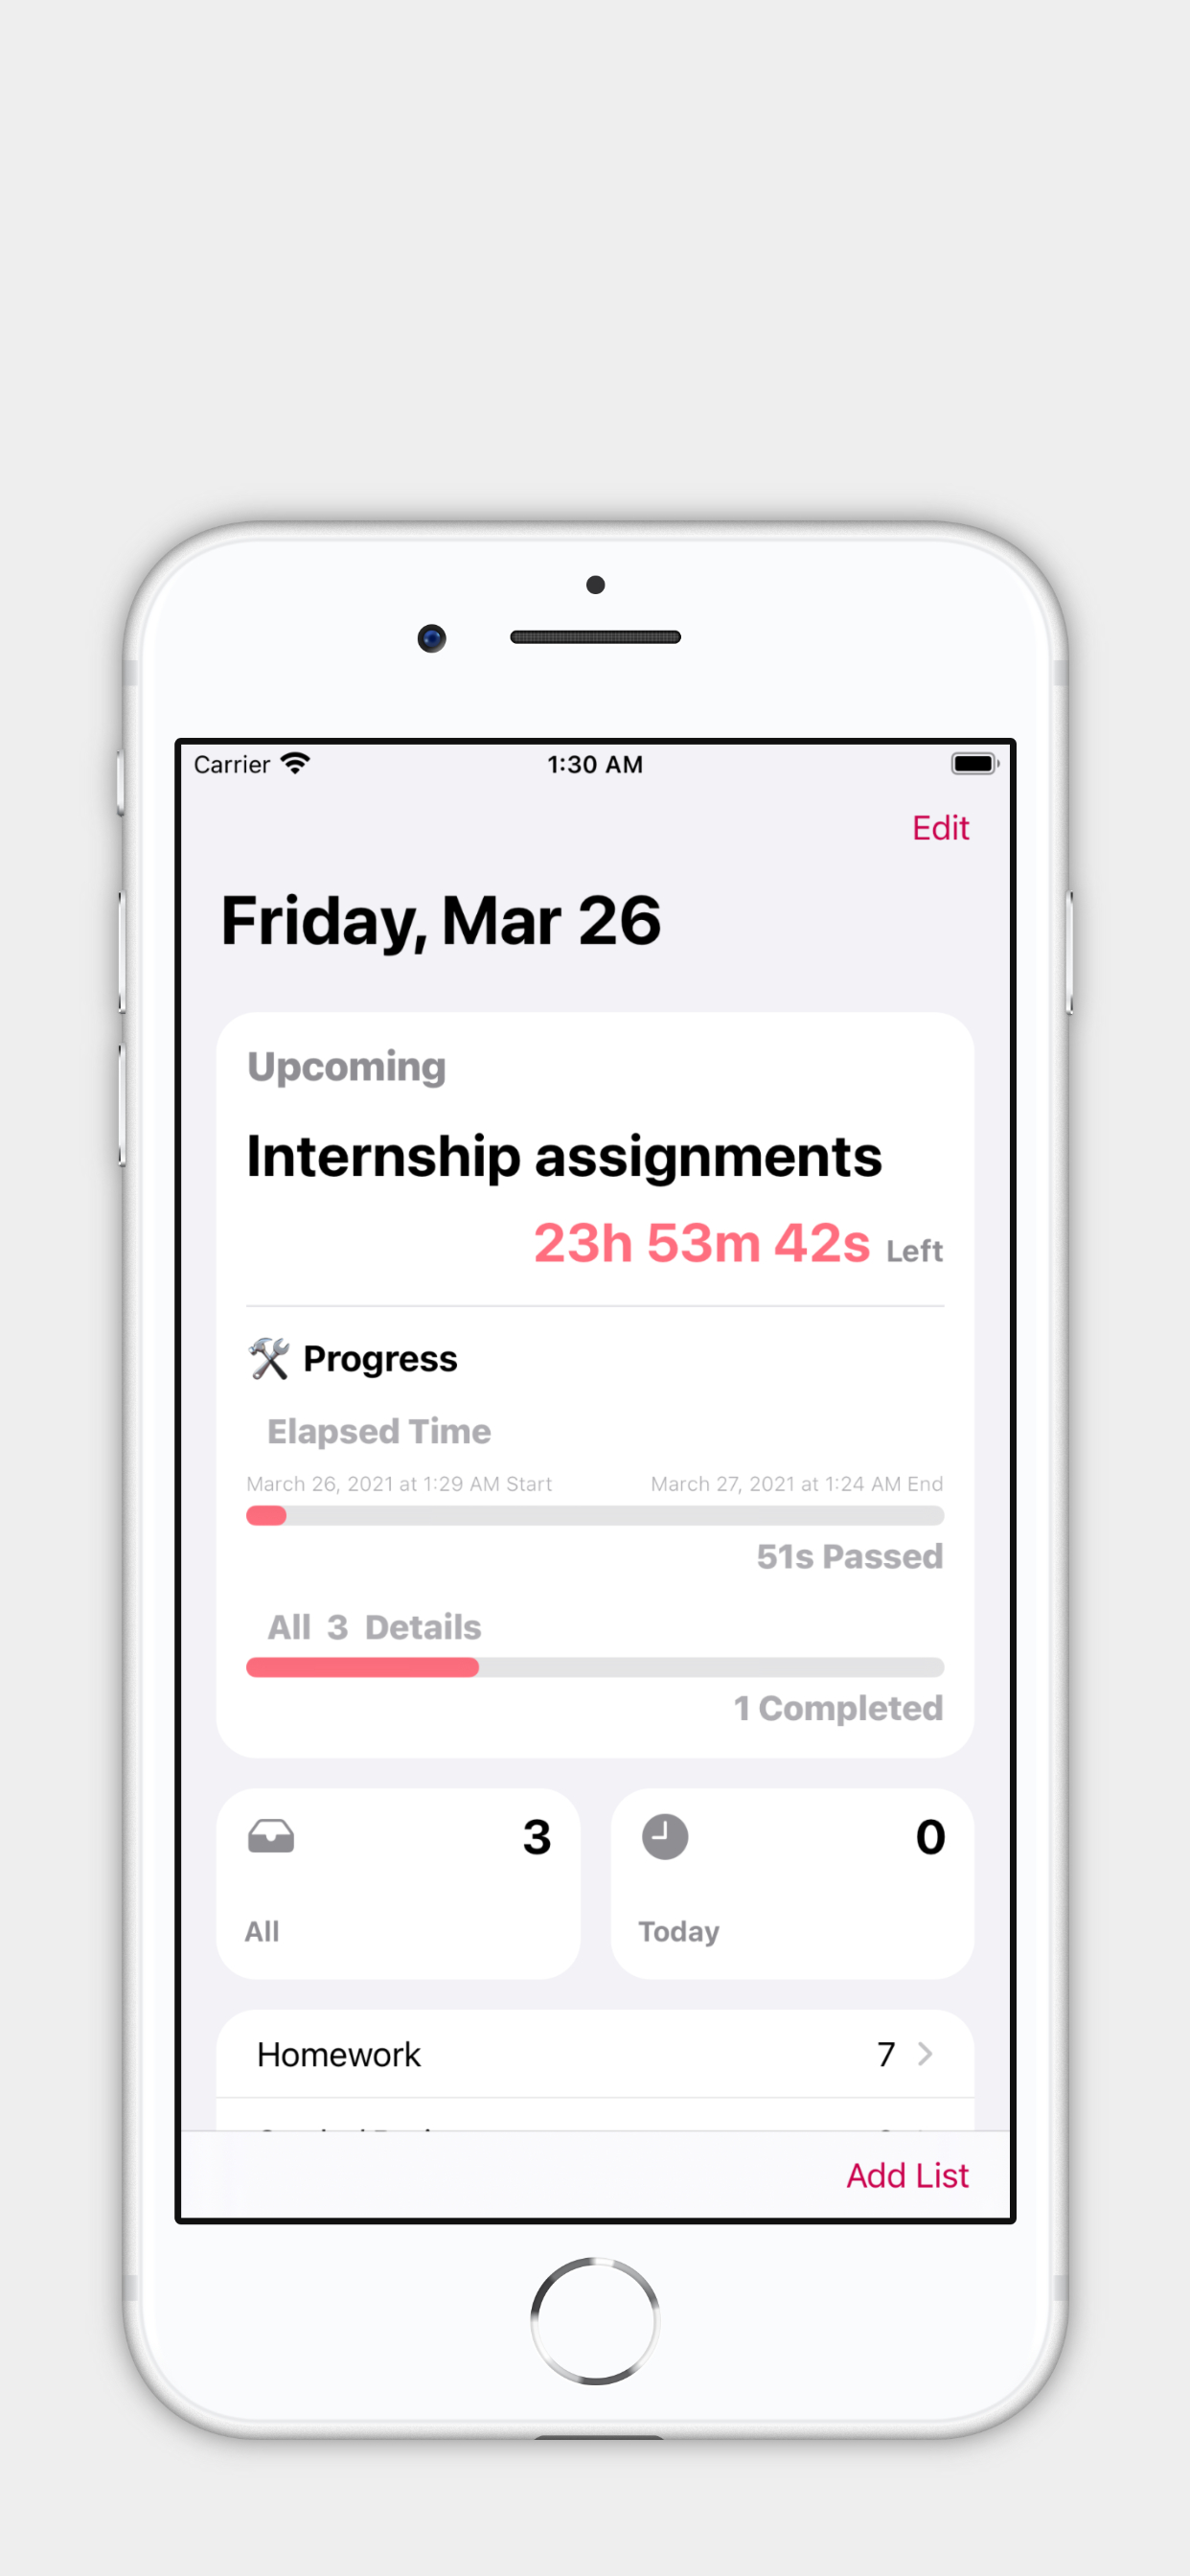 Carrier 1:30 AM
Edit
Friday, Mar 26
Upcoming
Internship assignments
23h 53m 42s Left
🛠 Progress
Elapsed Time
March 26, 2021 at 1:29 AM Start March 27, 2021 at 1:24 AM End
51s Passed
All 3 Details
1 Completed
3 0
All Today
Homework 7
Add List